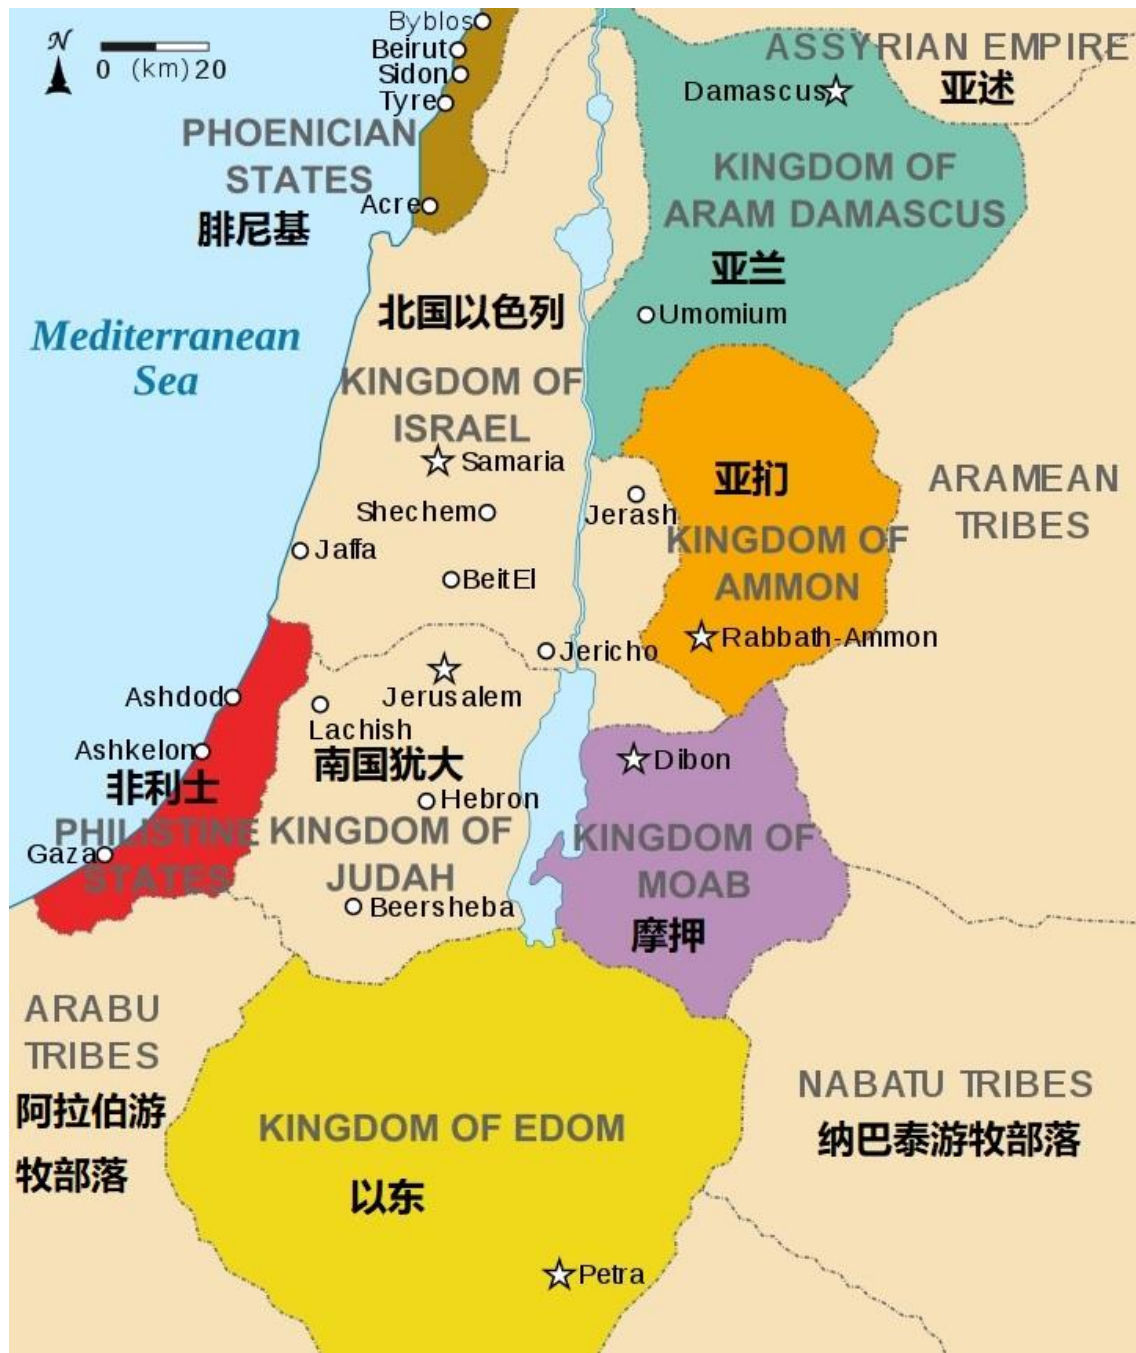 Byblos
N
Beirut
0 (km) 20
Sidon
Tyre
ASSYRIAN EMPIRE
亚述
Damascus
PHOENICIAN
STATES
腓尼基
Acre
KINGDOM OF
ARAM DAMASCUS
亚兰
Umomium
北国以色列
Mediterranean
Sea
KINGDOM OF
ISRAEL
Samaria
Shechem
Jaffa
BeitEl
Jerash
亚扪
KINGDOM OF
AMMON
Rabbath-Ammon
ARAMEAN
TRIBES
Jericho
Jerusalem
Lachish
南国犹大
Hebron
KINGDOM OF
JUDAH
Beersheba
Ashdod
Ashkelon
非利士
PHILISTINE
STATES
Gaza
Dibon
KINGDOM OF
MOAB
摩押
ARABU
TRIBES
阿拉伯游
牧部落
KINGDOM OF EDOM
以东
Petra
NABATU TRIBES
纳巴泰游牧部落